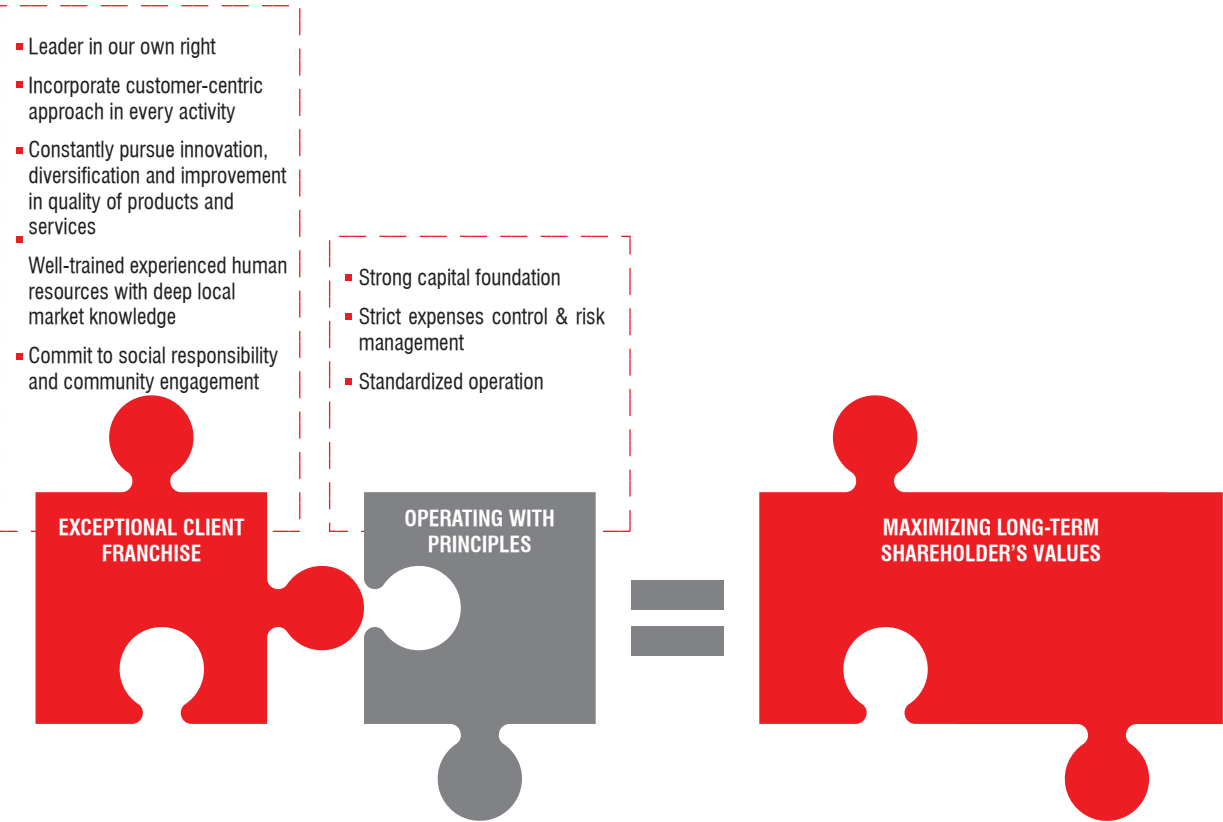 Leader in our own right
Incorporate customer-centric
approach in every activity
Constantly pursue innovation,
diversification and improvement
in quality of products and
services
Well-trained experienced human
resources with deep local
market knowledge
Commit to social responsibility
and community engagement
Strong capital foundation
Strict expenses control & risk
management
Standardized operation
EXCEPTIONAL CLIENT
FRANCHISE
OPERATING WITH
PRINCIPLES
MAXIMIZING LONG-TERM
SHAREHOLDER’S VALUES